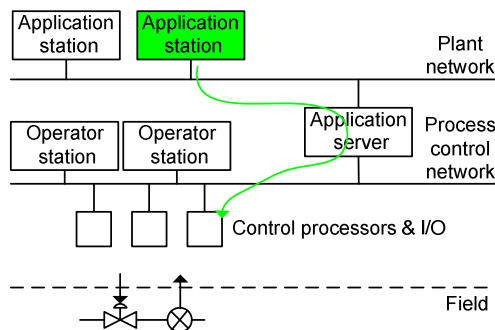 Application
station
Application
station
Plant
network
Operator
station
Operator
station
Application
server
Process
control
network
Control processors & I/O
Field